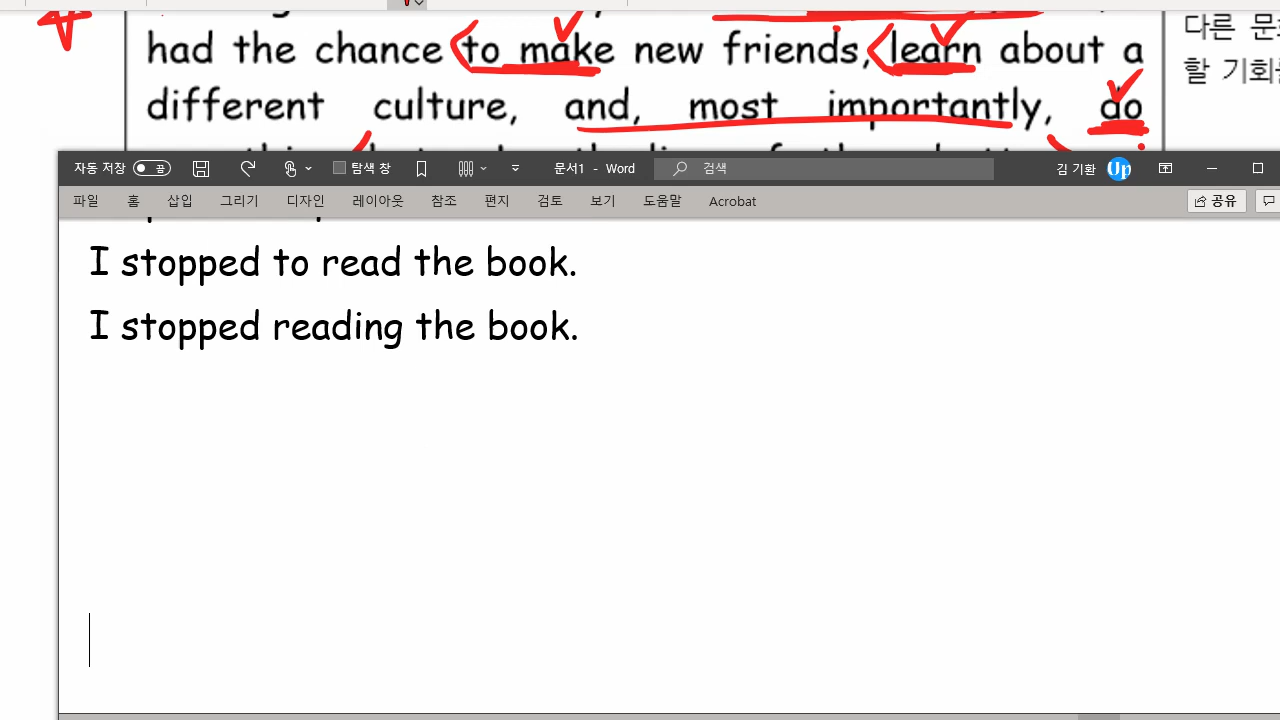 had the chance to make new friends, learn about a
different culture, and, most importantly, do
다른
할 기회를
자동 저장 끔 탐색 창 문서1 - Word 검색 김 기환 Up
파일 홈 삽입 그리기 디자인 레이아웃 참조 편지 검토 보기 도움말 Acrobat 공유
I stopped to read the book.
I stopped reading the book.